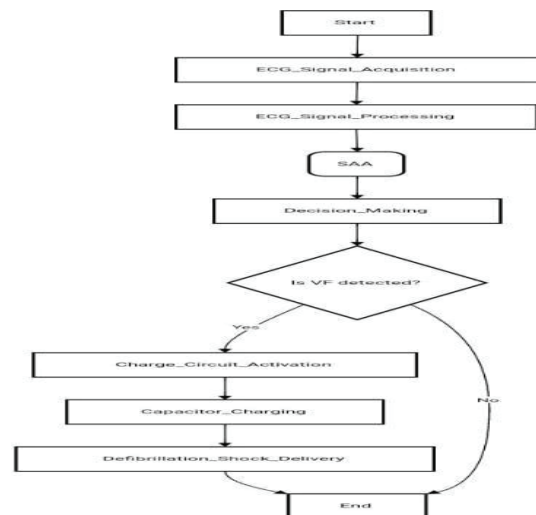 Start
ECG_Signal_Acquisition
ECG_Signal_Processing
SAA
Decision_Making
Is VF detected?
Yes
Charge_Circuit_Activation
No
Capacitor_Charging
Defibrillation_Shock_Delivery
End